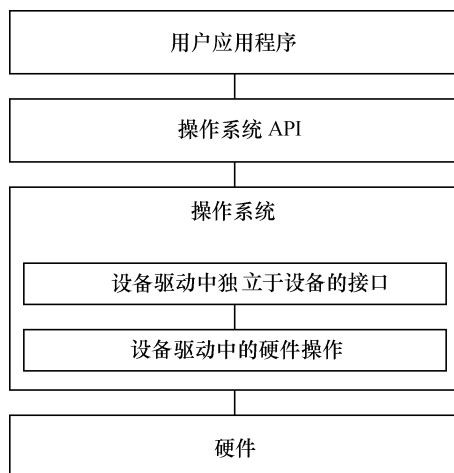 用户应用程序
操作系统 API
操作系统
设备驱动中独立于设备的接口
设备驱动中的硬件操作
硬件